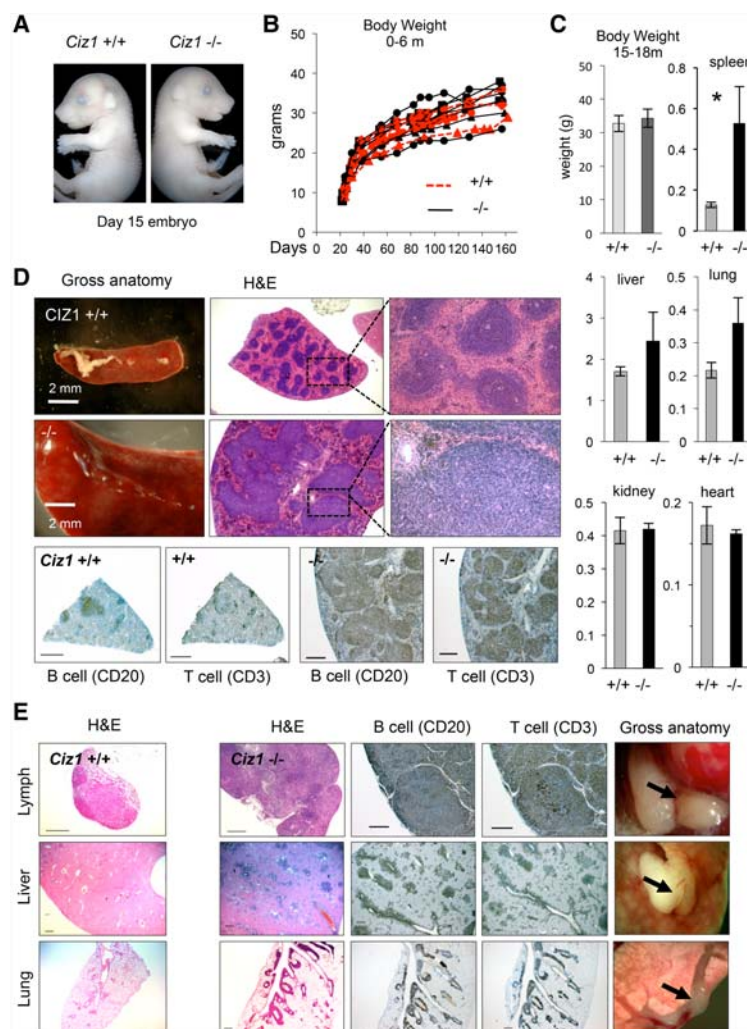 A
Ciz1 +/+
Ciz1 -/-
Day 15 embryo
B
Body Weight
0-6 m
grams
50
40
30
20
10
0
+/+
-/-
Days
0 20 40 60 80 100 120 140 160
C
Body Weight
15-18m
weight (g)
50
40
30
20
10
0
+/+ -/-
spleen
0.8
0.6
0.4
0.2
0
*
+/+ -/-
liver
4
3
2
1
0
+/+ -/-
lung
0.5
0.4
0.3
0.2
0.1
0
+/+ -/-
kidney
0.5
0.4
0.3
0.2
0.1
0
+/+ -/-
heart
0.2
0.1
0
+/+ -/-
D
Gross anatomy
H&E
CIZ1 +/+
2 mm
-/-
2 mm
Ciz1 +/+
+/+
-/-
-/-
B cell (CD20)
T cell (CD3)
B cell (CD20)
T cell (CD3)
E
H&E
H&E
B cell (CD20)
T cell (CD3)
Gross anatomy
Lymph
Ciz1 +/+
Ciz1 -/-
Liver
Lung